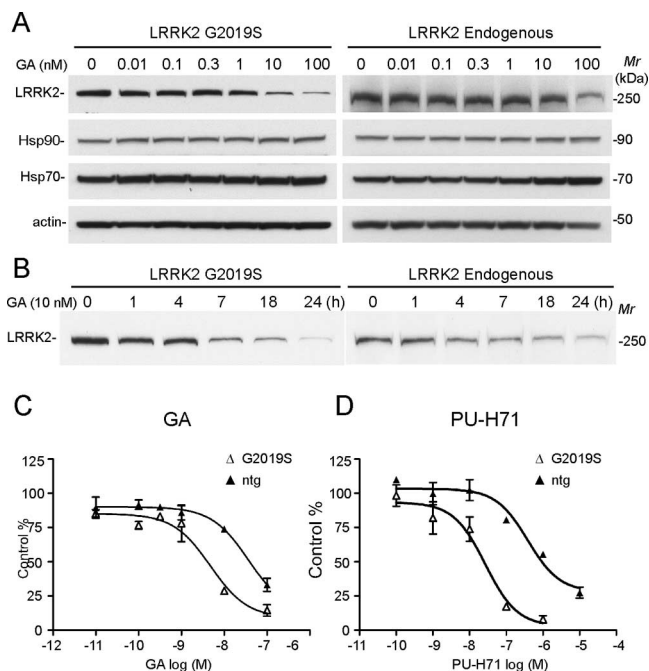 A
LRRK2 G2019S LRRK2 Endogenous
GA (nM) 0 0.01 0.1 0.3 1 10 100 0 0.01 0.1 0.3 1 10 100 Mr
(kDa)
LRRK2- -250
Hsp90- -90
Hsp70- -70
actin- -50
B
LRRK2 G2019S LRRK2 Endogenous
GA (10 nM) 0 1 4 7 18 24 (h) 0 1 4 7 18 24 (h) Mr
LRRK2- -250
C D
GA PU-H71
G2019S G2019S
ntg ntg
Control % Control %
125 125
100 100
75 75
50 50
25 25
0 0
-12 -11 -10 -9 -8 -7 -6 -11 -10 -9 -8 -7 -6 -5 -4
GA log (M) PU-H71 log (M)